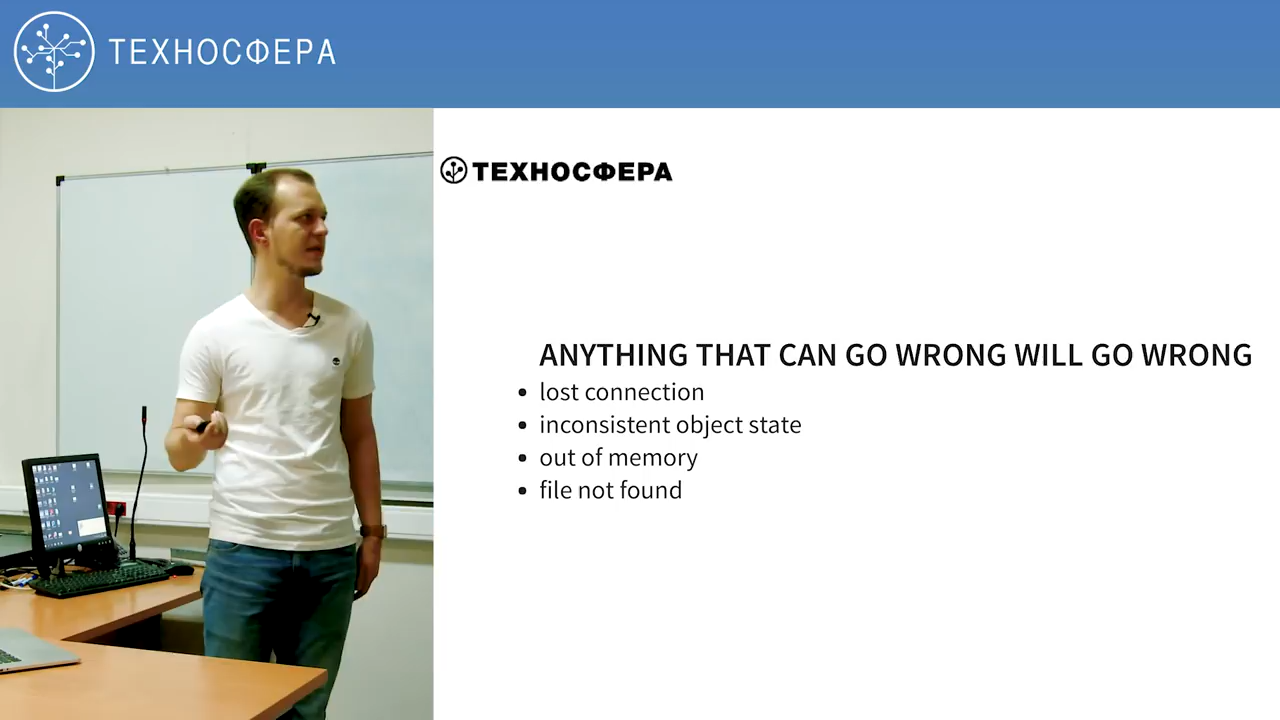 ТЕХНОСФЕРА
ТЕХНОСФЕРА
ANYTHING THAT CAN GO WRONG WILL GO WRONG
• lost connection
• inconsistent object state
• out of memory
• file not found